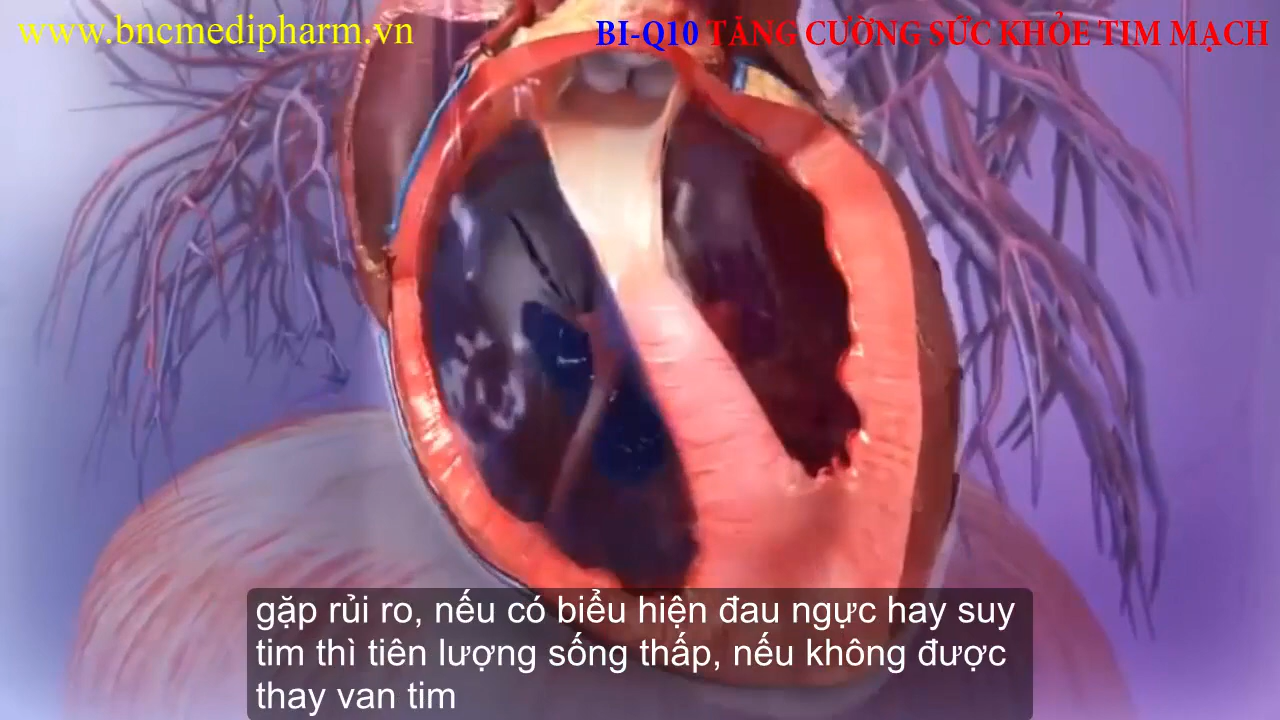 www.bncmedipharm.vn
BI-Q10 TĂNG CƯỜNG SỨC KHỎE TIM MẠCH
gặp rủi ro, nếu có biểu hiện đau ngực hay suy
tim thì tiên lượng sống thấp, nếu không được
thay van tim